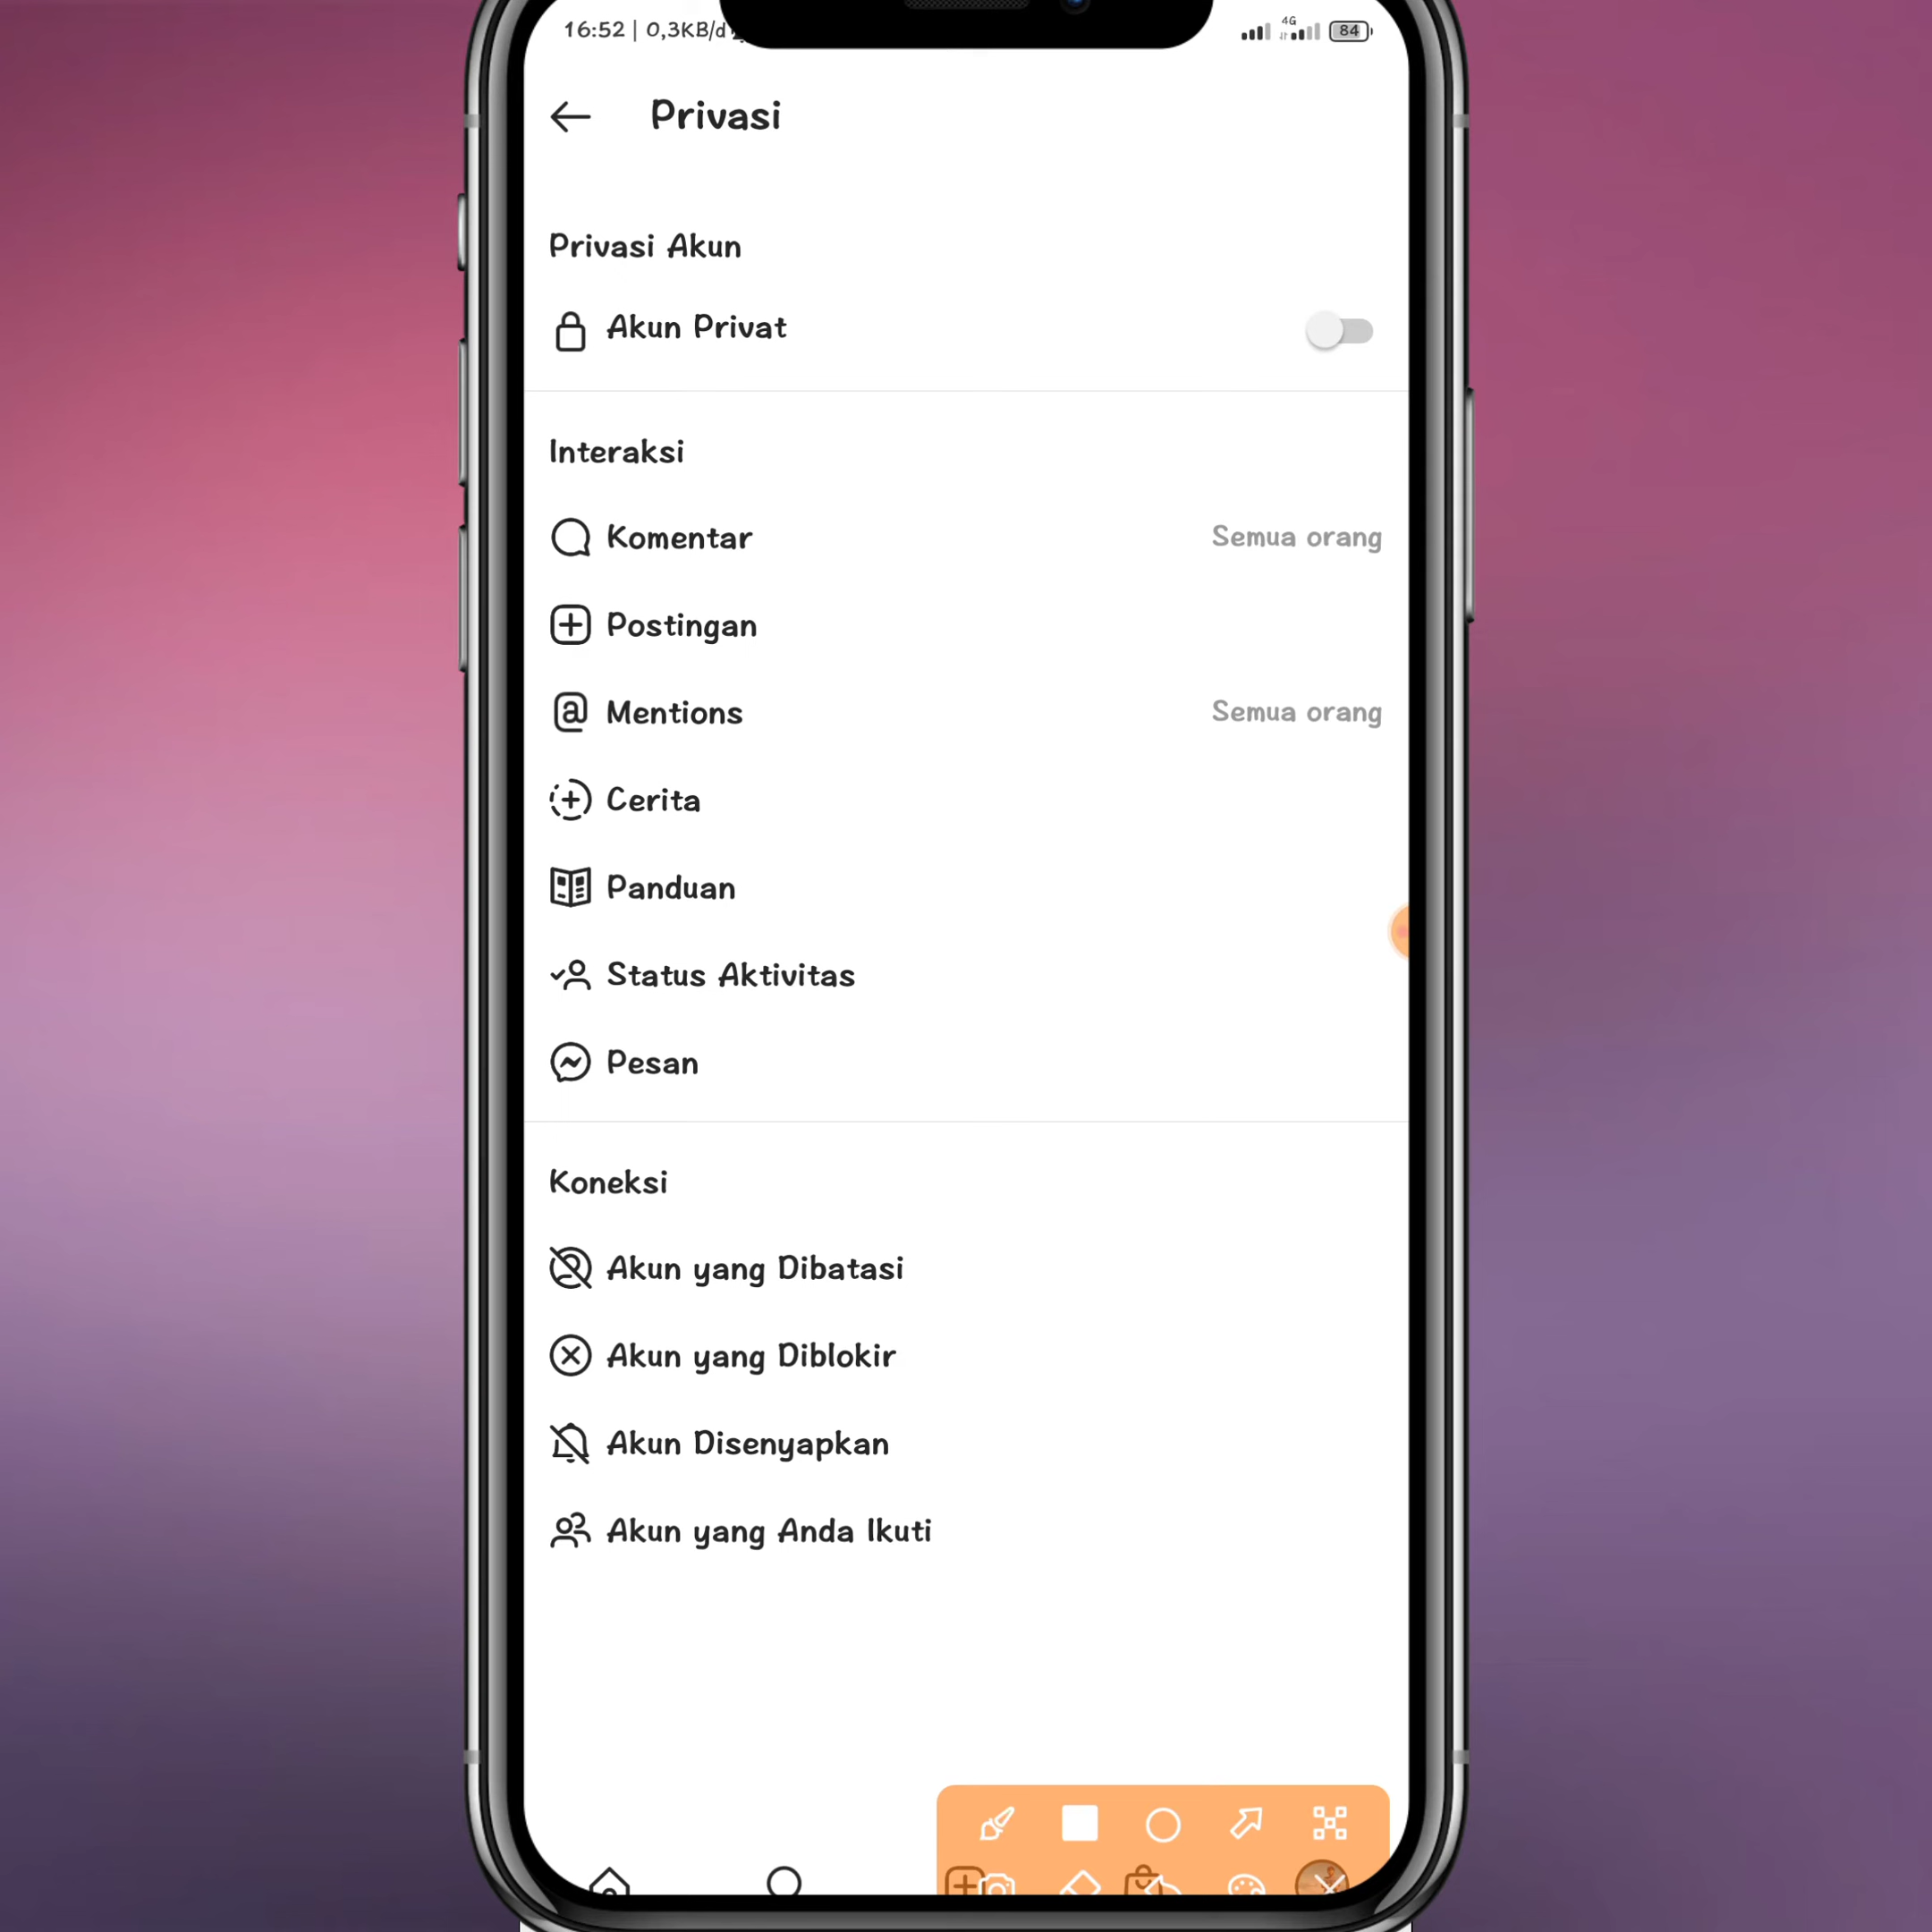 16:52 | 0,3KB/d
4G
84
Privasi
Privasi Akun
Akun Privat
Interaksi
Komentar
Semua orang
Postingan
Mentions
Semua orang
Cerita
Panduan
Status Aktivitas
Pesan
Koneksi
Akun yang Dibatasi
Akun yang Diblokir
Akun Disenyapkan
Akun yang Anda Ikuti